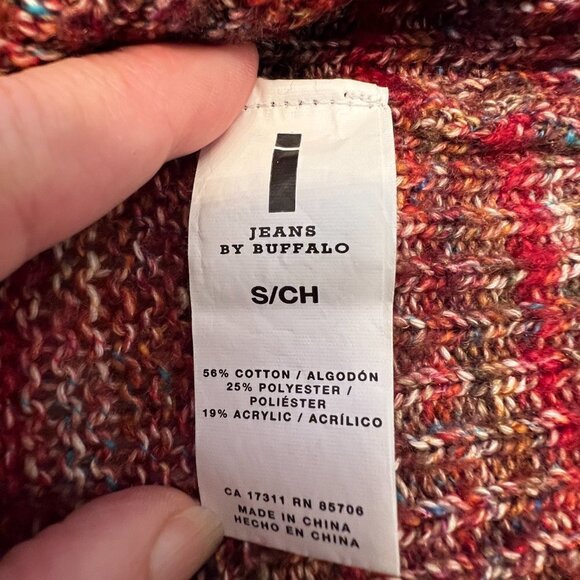 i
JEANS
BY BUFFALO
S/CH
56% COTTON / ALGODÓN
25% POLYESTER /
POLIÉSTER
19% ACRYLIC / ACRÍLICO
CA 17311 RN 85706
MADE IN CHINA
HECHO EN CHINA